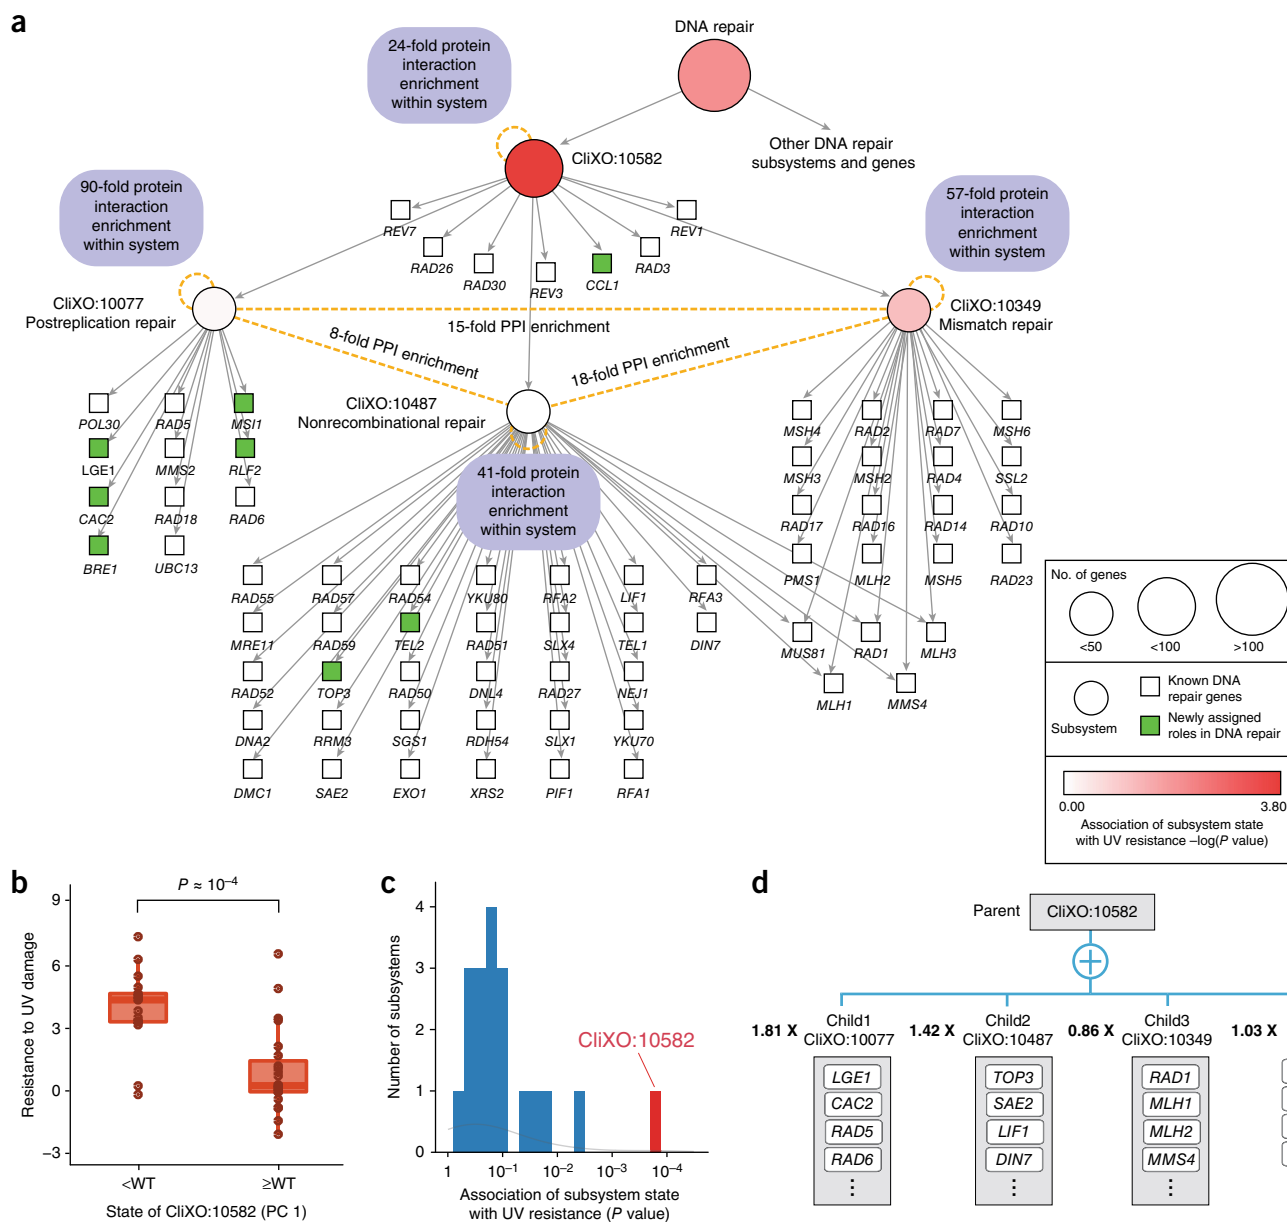 a
DNA repair
24-fold protein
interaction
enrichment
within system
Other DNA repair
subsystems and genes
CliXO:10582
90-fold protein
interaction
enrichment
within system
57-fold protein
interaction
enrichment
within system
REV7
RAD26
RAD30
REV3
CCL1
RAD3
REV1
CliXO:10077
Postreplication repair
CliXO:10349
Mismatch repair
15-fold PPI enrichment
8-fold PPI enrichment
18-fold PPI enrichment
CliXO:10487
Nonrecombinational repair
41-fold protein
interaction
enrichment
within system
POL30 RAD5 MSI1
LGE1 MMS2 RLF2
CAC2 RAD18 RAD6
BRE1 UBC13
MSH4 RAD2 RAD7 MSH6
MSH3 MSH2 RAD4 SSL2
RAD17 RAD16 RAD14 RAD10
PMS1 MLH2 MSH5 RAD23
RAD55 RAD57 RAD54 YKU80 RFA2 LIF1 RFA3
MRE11 RAD59 TEL2 RAD51 SLX4 TEL1 DIN7
RAD52 TOP3 RAD50 DNL4 RAD27 NEJ1
DNA2 RRM3 SGS1 RDH54 SLX1 YKU70
DMC1 SAE2 EXO1 XRS2 PIF1 RFA1
MUS81 RAD1 MLH3
MLH1 MMS4
No. of genes
<50 <100 >100
Subsystem
Known DNA
repair genes
Newly assigned
roles in DNA repair
0.00 3.80
Association of subsystem state
with UV resistance –log(P value)
b
P ≈ 10–4
Resistance to UV damage
9
6
3
0
–3
<WT ≥WT
State of CliXO:10582 (PC 1)
c
Number of subsystems
4
3
2
1
0
CliXO:10582
1 10–1 10–2 10–3 10–4
Association of subsystem state
with UV resistance (P value)
d
Parent CliXO:10582
1.81 X Child1 CliXO:10077
1.42 X Child2 CliXO:10487
0.86 X Child3 CliXO:10349
1.03 X
LGE1 TOP3 RAD1
CAC2 SAE2 MLH1
RAD5 LIF1 MLH2
RAD6 DIN7 MMS4
⋮ ⋮ ⋮